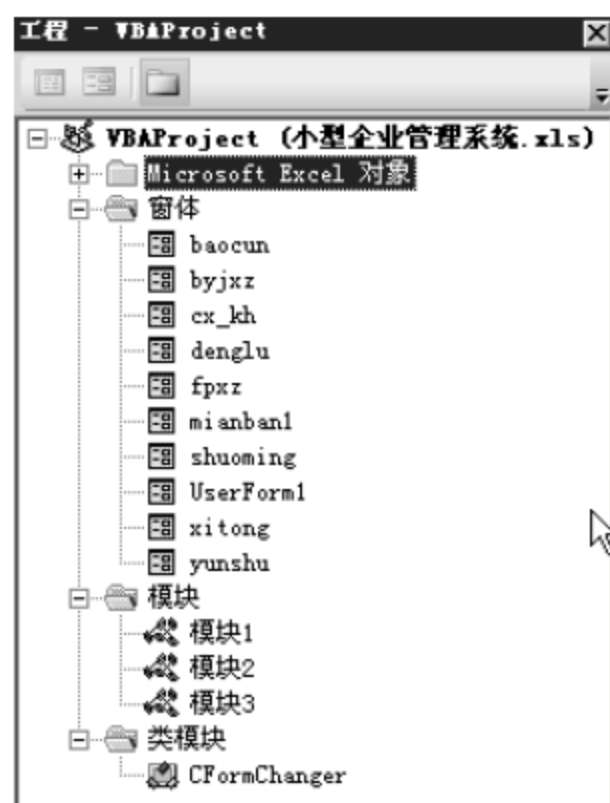 工程 - VBAProject
VBAProject (小型企业管理系统.xls)
Microsoft Excel 对象
窗体
baocun
byjxz
cx_kh
denglu
fpxz
mianban1
shuoming
UserForm1
xitong
yunshu
模块
模块1
模块2
模块3
类模块
CFormChanger